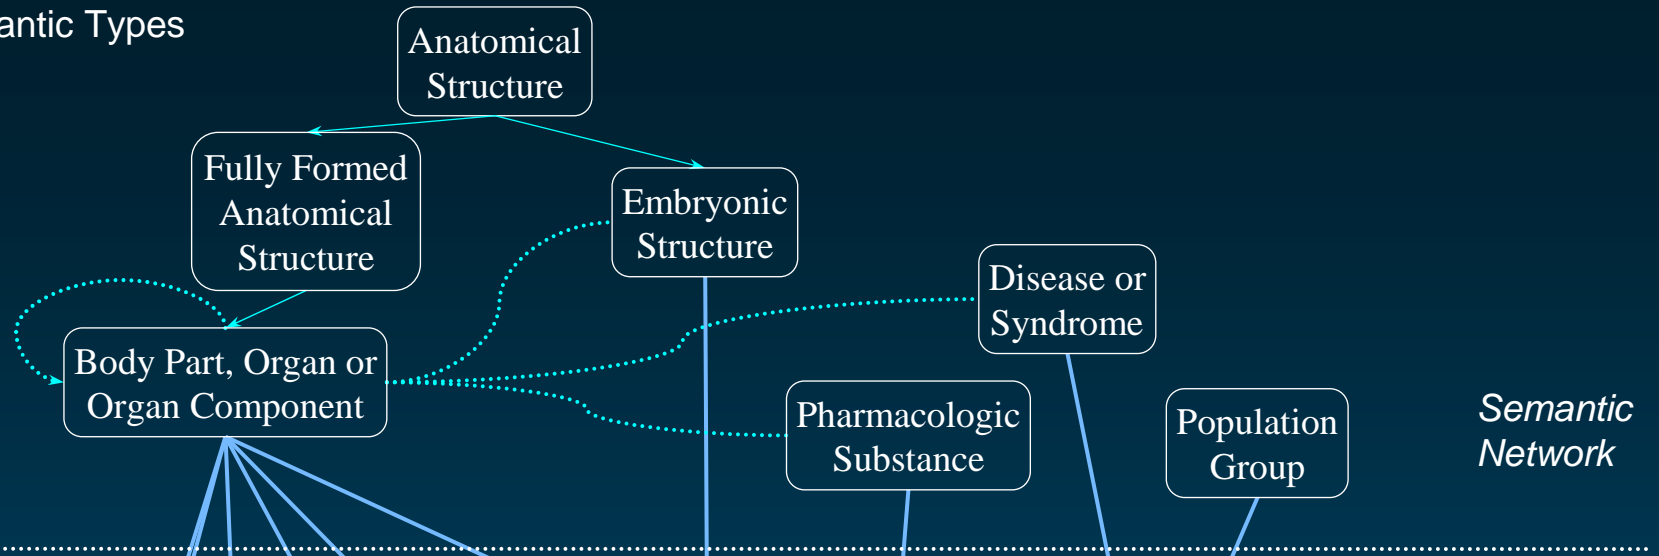 antic Types
Anatomical
Structure
Fully Formed
Anatomical
Structure
Embryonic
Structure
Disease or
Syndrome
Body Part, Organ or
Organ Component
Pharmacologic
Substance
Population
Group
Semantic
Network